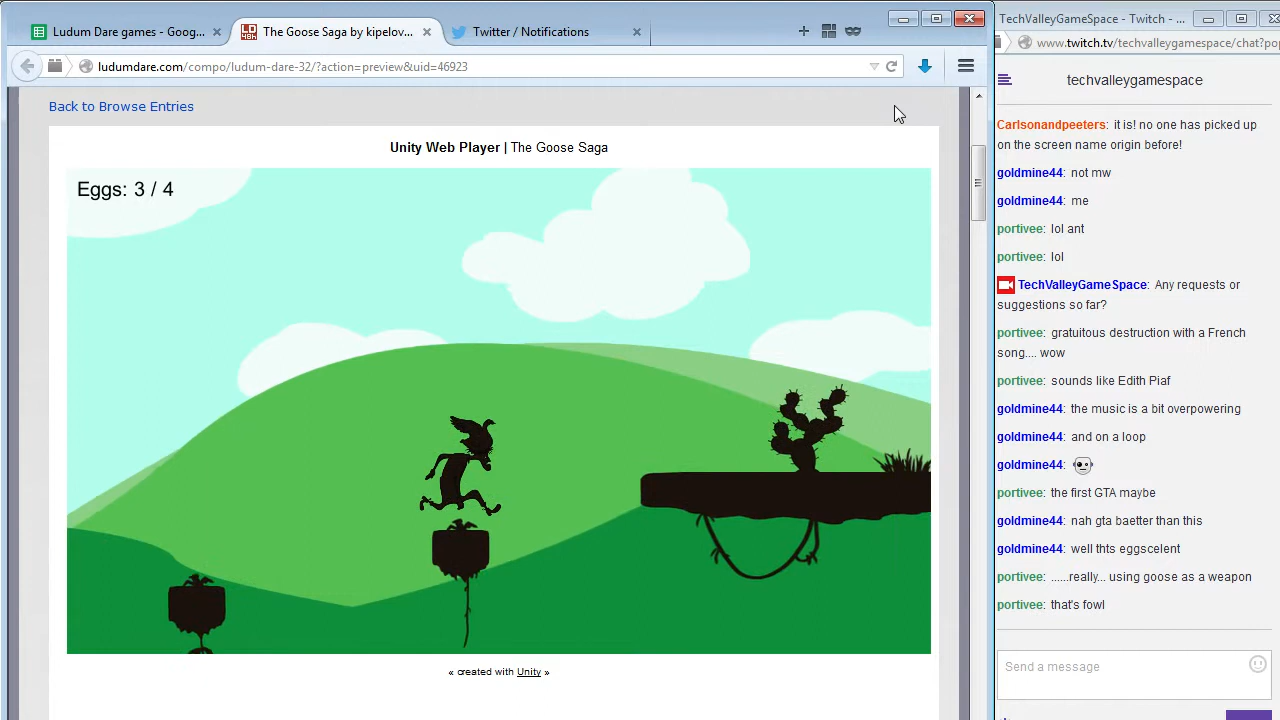 Ludum Dare games - Goog...
The Goose Saga by kipelov...
Twitter / Notifications
ludumdare.com/compo/ludum-dare-32/?action=preview&uid=46923
Back to Browse Entries
Unity Web Player | The Goose Saga
Eggs: 3 / 4
« created with Unity »
TechValleyGameSpace - Twitch - ...
www.twitch.tv/techvalleygamespace/chat?pop
techvalleygamespace
Carlsonandpeeters: it is! no one has picked up
on the screen name origin before!
goldmine44: not mw
goldmine44: me
portivee: lol ant
portivee: lol
TechValleyGameSpace: Any requests or
suggestions so far?
portivee: gratuitous destruction with a French
song.... wow
portivee: sounds like Edith Piaf
goldmine44: the music is a bit overpowering
goldmine44: and on a loop
goldmine44:
portivee: the first GTA maybe
goldmine44: nah gta baetter than this
goldmine44: well thts eggscelent
portivee: ......really... using goose as a weapon
portivee: that's fowl
Send a message